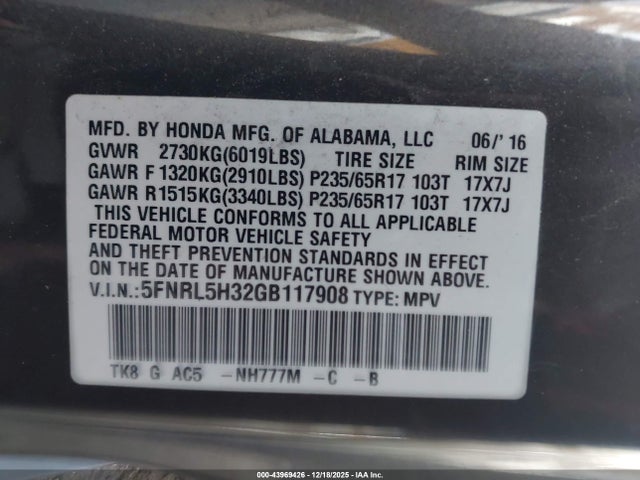 MFD. BY HONDA MFG. OF ALABAMA, LLC 06/' 16
GVWR 2730KG(6019LBS) TIRE SIZE RIM SIZE
GAWR F 1320KG(2910LBS) P235/65R17 103T 17X7J
GAWR R1515KG(3340LBS) P235/65R17 103T 17X7J
THIS VEHICLE CONFORMS TO ALL APPLICABLE
FEDERAL MOTOR VEHICLE SAFETY
AND THEFT PREVENTION STANDARDS IN EFFECT
ON THE DATE OF MANUFACTURE SHOWN ABOVE.
V.I.N.:5FNRL5H32GB117908 TYPE: MPV
TK8 G AC5 -NH777M -C -B
000-43969426 - 12/18/2025 - IAA Inc.